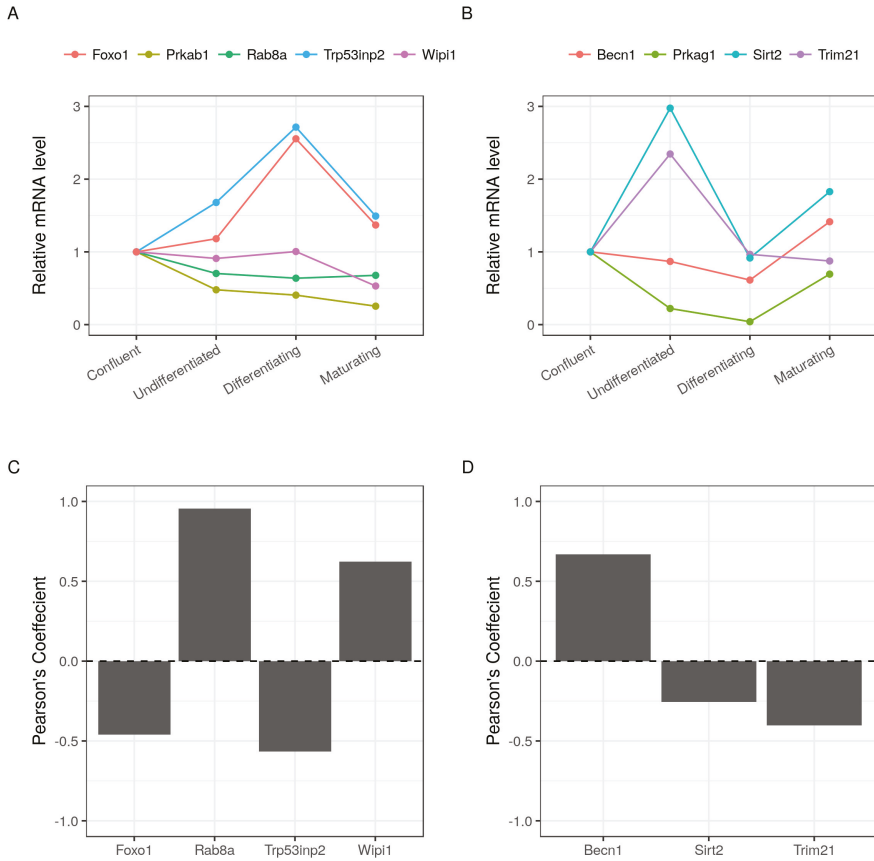 A
Foxo1 Prkab1 Rab8a Trp53inp2 Wipi1
Relative mRNA level
3
2
1
0
Confluent
Undifferentiated
Differentiating
Maturating
B
Becn1 Prkag1 Sirt2 Trim21
Relative mRNA level
3
2
1
0
Confluent
Undifferentiated
Differentiating
Maturating
C
Pearson's Coeffecient
1.0
0.5
0.0
-0.5
-1.0
Foxo1 Rab8a Trp53inp2 Wipi1
D
Pearson's Coeffecient
1.0
0.5
0.0
-0.5
-1.0
Becn1 Sirt2 Trim21